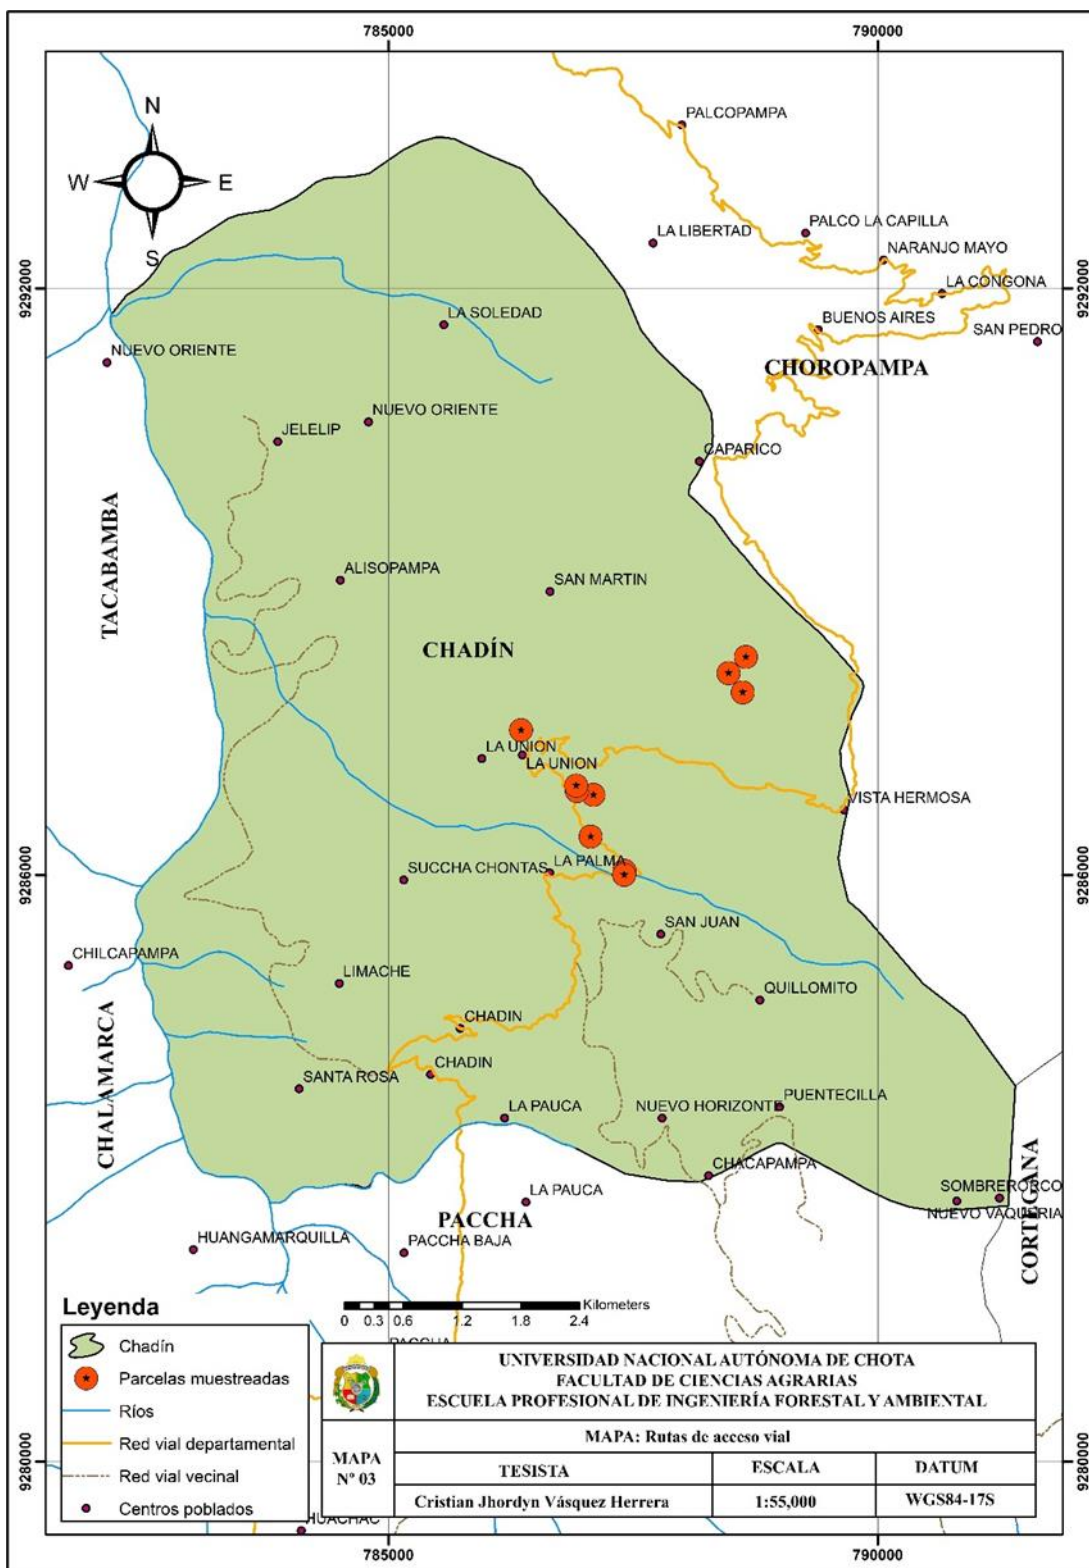 785000
790000
N
PALCOPAMPA
W
E
S
LA LIBERTAD
PALCO LA CAPILLA
NARANJO MAYO
9292000
9292000
LA CONGONA
LA SOLEDAD
BUENOS AIRES
SAN PEDRO
NUEVO ORIENTE
CHOROPAMPA
NUEVO ORIENTE
JELELIP
CAPARICO
TACABAMBA
ALISOPAMPA
SAN MARTIN
CHADÍN
LA UNION
LA UNION
VISTA HERMOSA
9286000
9286000
SUCCHA CHONTAS
LA PALMA
SAN JUAN
CHILCAPAMPA
LIMACHE
QUILLOMITO
CHADIN
CHALAMARCA
SANTA ROSA
CHADIN
LA PAUCA
NUEVO HORIZONTE
PUENTECILLA
CHACAPAMPA
SOMBRERORCO
NUEVO VAQUERIA
CORTEGANA
LA PAUCA
PACCHA
HUANGAMARQUILLA
PACCHA BAJA
Leyenda
Chadín
Parcelas muestreadas
Ríos
Red vial departamental
Red vial vecinal
Centros poblados
Kilometers
0 0.3 0.6 1.2 1.8 2.4
UNIVERSIDAD NACIONAL AUTÓNOMA DE CHOTA
FACULTAD DE CIENCIAS AGRARIAS
ESCUELA PROFESIONAL DE INGENIERÍA FORESTAL Y AMBIENTAL
MAPA: Rutas de acceso vial
MAPA
Nº 03
TESISTA
ESCALA
DATUM
Cristian Jhordyn Vásquez Herrera
1:55,000
WGS84-17S
9280000
9280000
HUACHAC
785000
790000